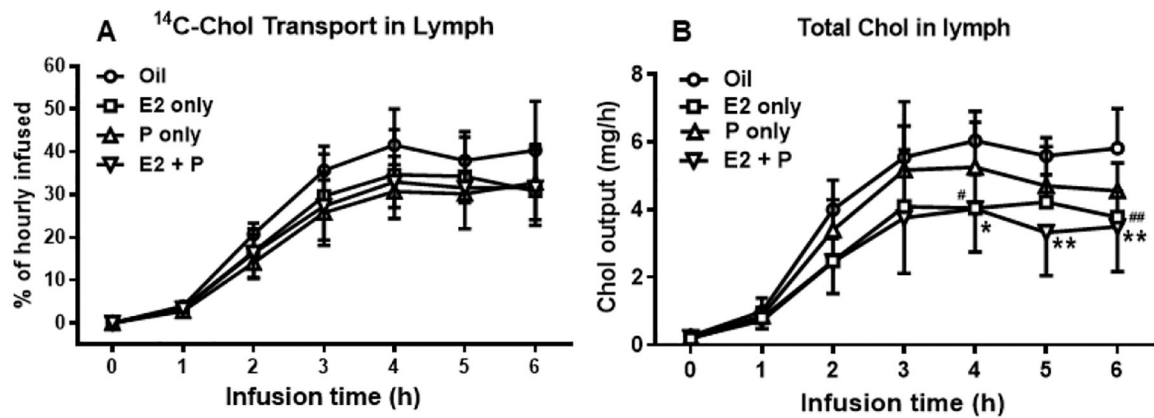 A
¹⁴C-Chol Transport in Lymph
% of hourly infused
60
50
40
30
20
10
0
Oil
E2 only
P only
E2 + P
0 1 2 3 4 5 6
Infusion time (h)
B
Total Chol in lymph
Chol output (mg/h)
8
6
4
2
0
Oil
E2 only
P only
E2 + P
#
*
**
##
**
0 1 2 3 4 5 6
Infusion time (h)